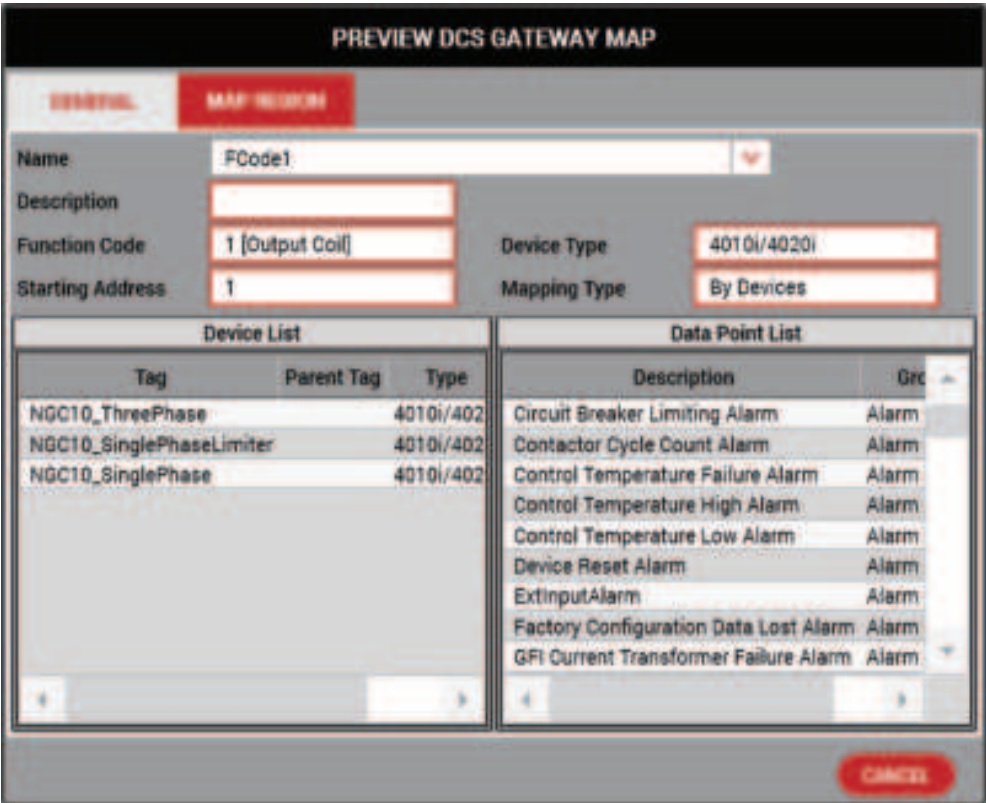 PREVIEW DCS GATEWAY MAP
GENERAL MAP REGION
Name FCode1
Description
Function Code 1 [Output Coil] Device Type 4010i/4020i
Starting Address 1 Mapping Type By Devices
Device List Data Point List
Tag Parent Tag Type Description Grc
NGC10_ThreePhase 4010i/402 Circuit Breaker Limiting Alarm Alarm
NGC10_SinglePhaseLimiter 4010i/402 Contactor Cycle Count Alarm Alarm
NGC10_SinglePhase 4010i/402 Control Temperature Failure Alarm Alarm
Control Temperature High Alarm Alarm
Control Temperature Low Alarm Alarm
Device Reset Alarm Alarm
ExtInputAlarm Alarm
Factory Configuration Data Lost Alarm Alarm
GFI Current Transformer Failure Alarm Alarm
CANCEL